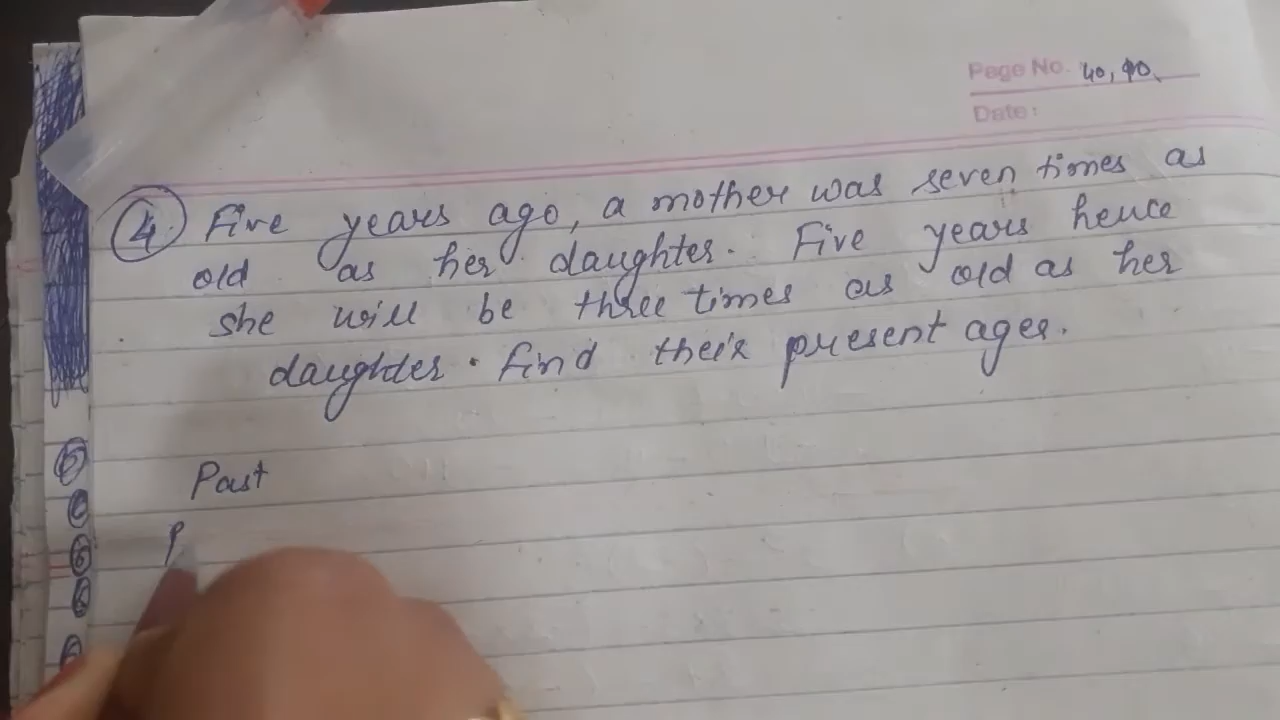 Page No. 40, 90
Date:
4. Five years ago, a mother was seven times as
old as her daughter. Five years hence
she will be three times as old as her
daughter. find their present ages.
Past
P